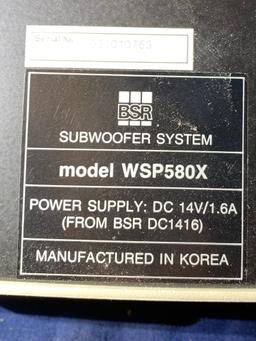 Serial No.
BSR
SUBWOOFER SYSTEM
model WSP580X
POWER SUPPLY: DC 14V/1.6A
(FROM BSR DC1416)
MANUFACTURED IN KOREA